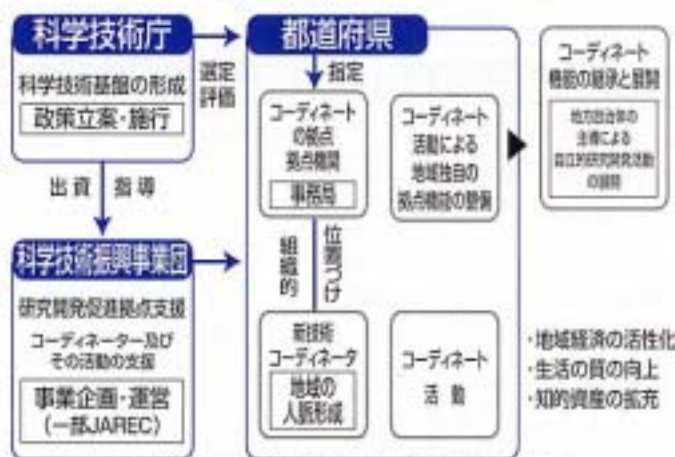 科学技術庁
科学技術基盤の形成
政策立案・施行
選定
評価
出資 指導
科学技術振興事業団
研究開発促進拠点支援
コーディネーター及び
その活動の支援
事業企画・運営
(一部JAREC)
都道府県
指定
コーディネート
の拠点
拠点機関
事務局
コーディネート
活動による
地域独自の
拠点機能の整備
組織的
位置づけ
新技術
コーディネータ
地域の
人脈形成
コーディネート
活動
コーディネート
機能の継承と展開
地方自治体の
主導による
自立的研究開発活動
の展開
・地域経済の活性化
・生活の質の向上
・知的資産の拡充